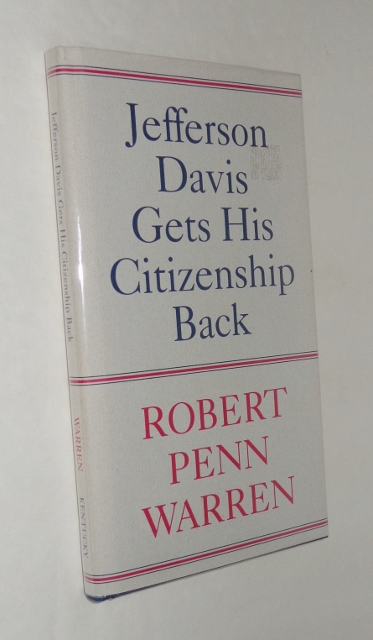 Jefferson
Davis
Gets His
Citizenship
Back
ROBERT
PENN
WARREN
Jefferson Davis Gets His Citizenship Back
WARREN
KENTUCKY